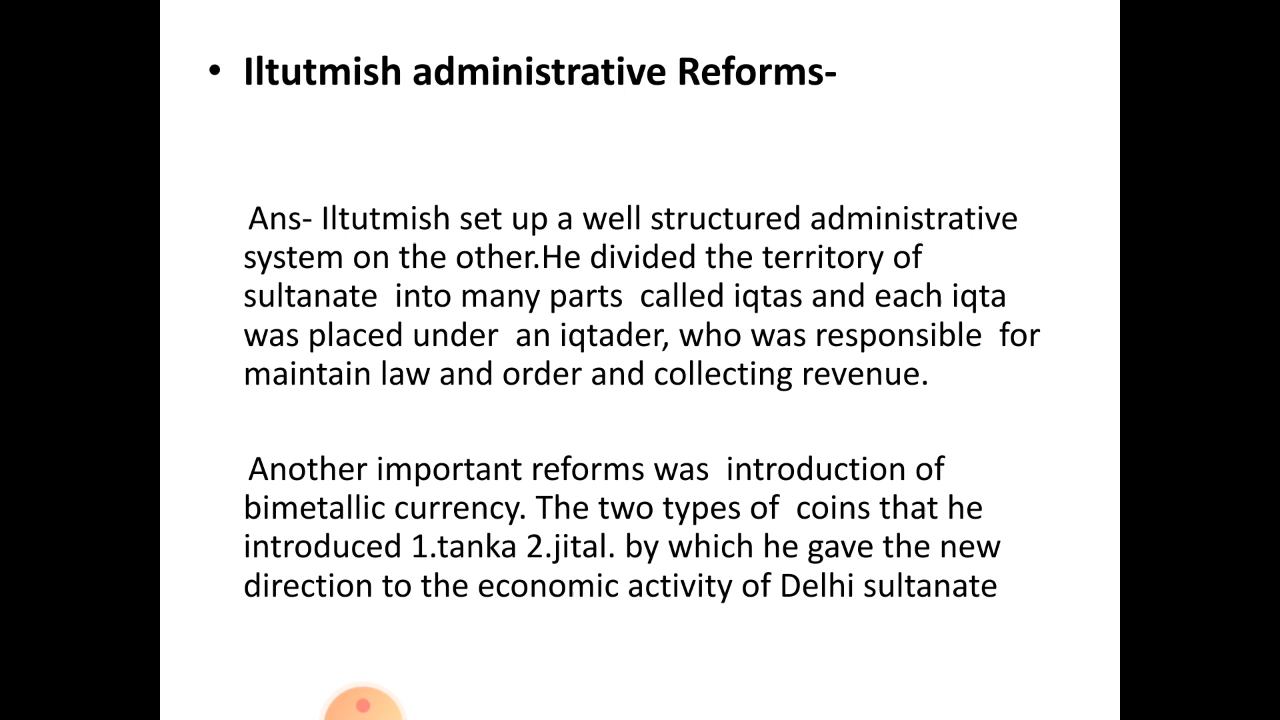 • Iltutmish administrative Reforms-
Ans- Iltutmish set up a well structured administrative
system on the other.He divided the territory of
sultanate  into many parts  called iqtas and each iqta
was placed under  an iqtader, who was responsible  for
maintain law and order and collecting revenue.
Another important reforms was  introduction of
bimetallic currency. The two types of  coins that he
introduced 1.tanka 2.jital. by which he gave the new
direction to the economic activity of Delhi sultanate